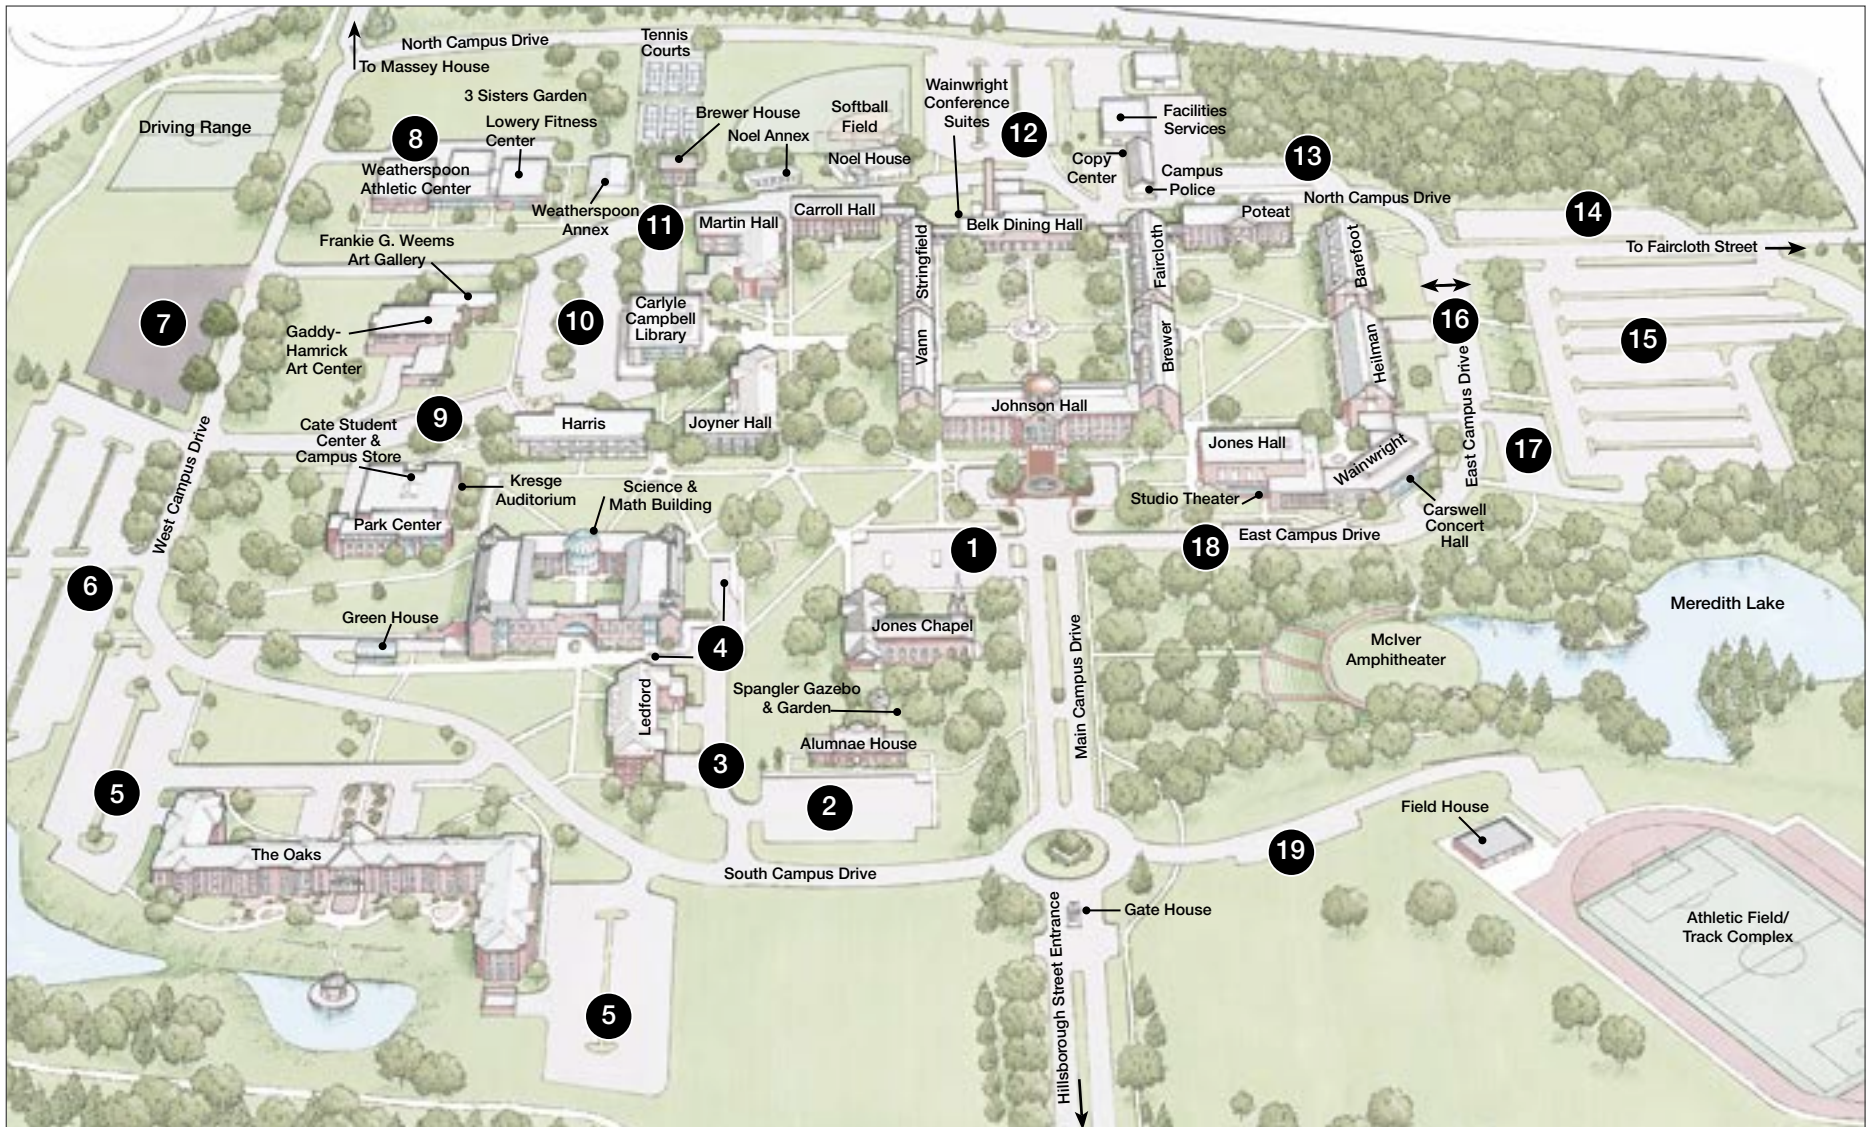 North Campus Drive
To Massey House
Tennis
Courts
3 Sisters Garden
Driving Range
8
Lowery Fitness
Center
Weatherspoon
Athletic Center
Brewer House
Noel Annex
Softball
Field
Noel House
Wainwright
Conference
Suites
12
Facilities
Services
Copy
Center
Campus
Police
13
North Campus Drive
14
To Faircloth Street
Weatherspoon
Annex
11
Martin Hall
Carroll Hall
Stringfield
Belk Dining Hall
Faircloth
Poteat
Barefoot
Frankie G. Weems
Art Gallery
7
Gaddy-
Hamrick
Art Center
10
Carlyle
Campbell
Library
Vann
Brewer
Heilman
16
15
East Campus Drive
9
Cate Student
Center &
Campus Store
Harris
Joyner Hall
Johnson Hall
Jones Hall
Wainwright
17
West Campus Drive
Kresge
Auditorium
Science &
Math Building
Park Center
Studio Theater
Carswell
Concert
Hall
1
18
East Campus Drive
6
Green House
4
Jones Chapel
Main Campus Drive
McIver
Amphitheater
Meredith Lake
Ledford
Spangler Gazebo
& Garden
Alumnae House
3
2
5
The Oaks
South Campus Drive
19
Field House
Gate House
Hillsborough Street Entrance
Athletic Field/
Track Complex
5